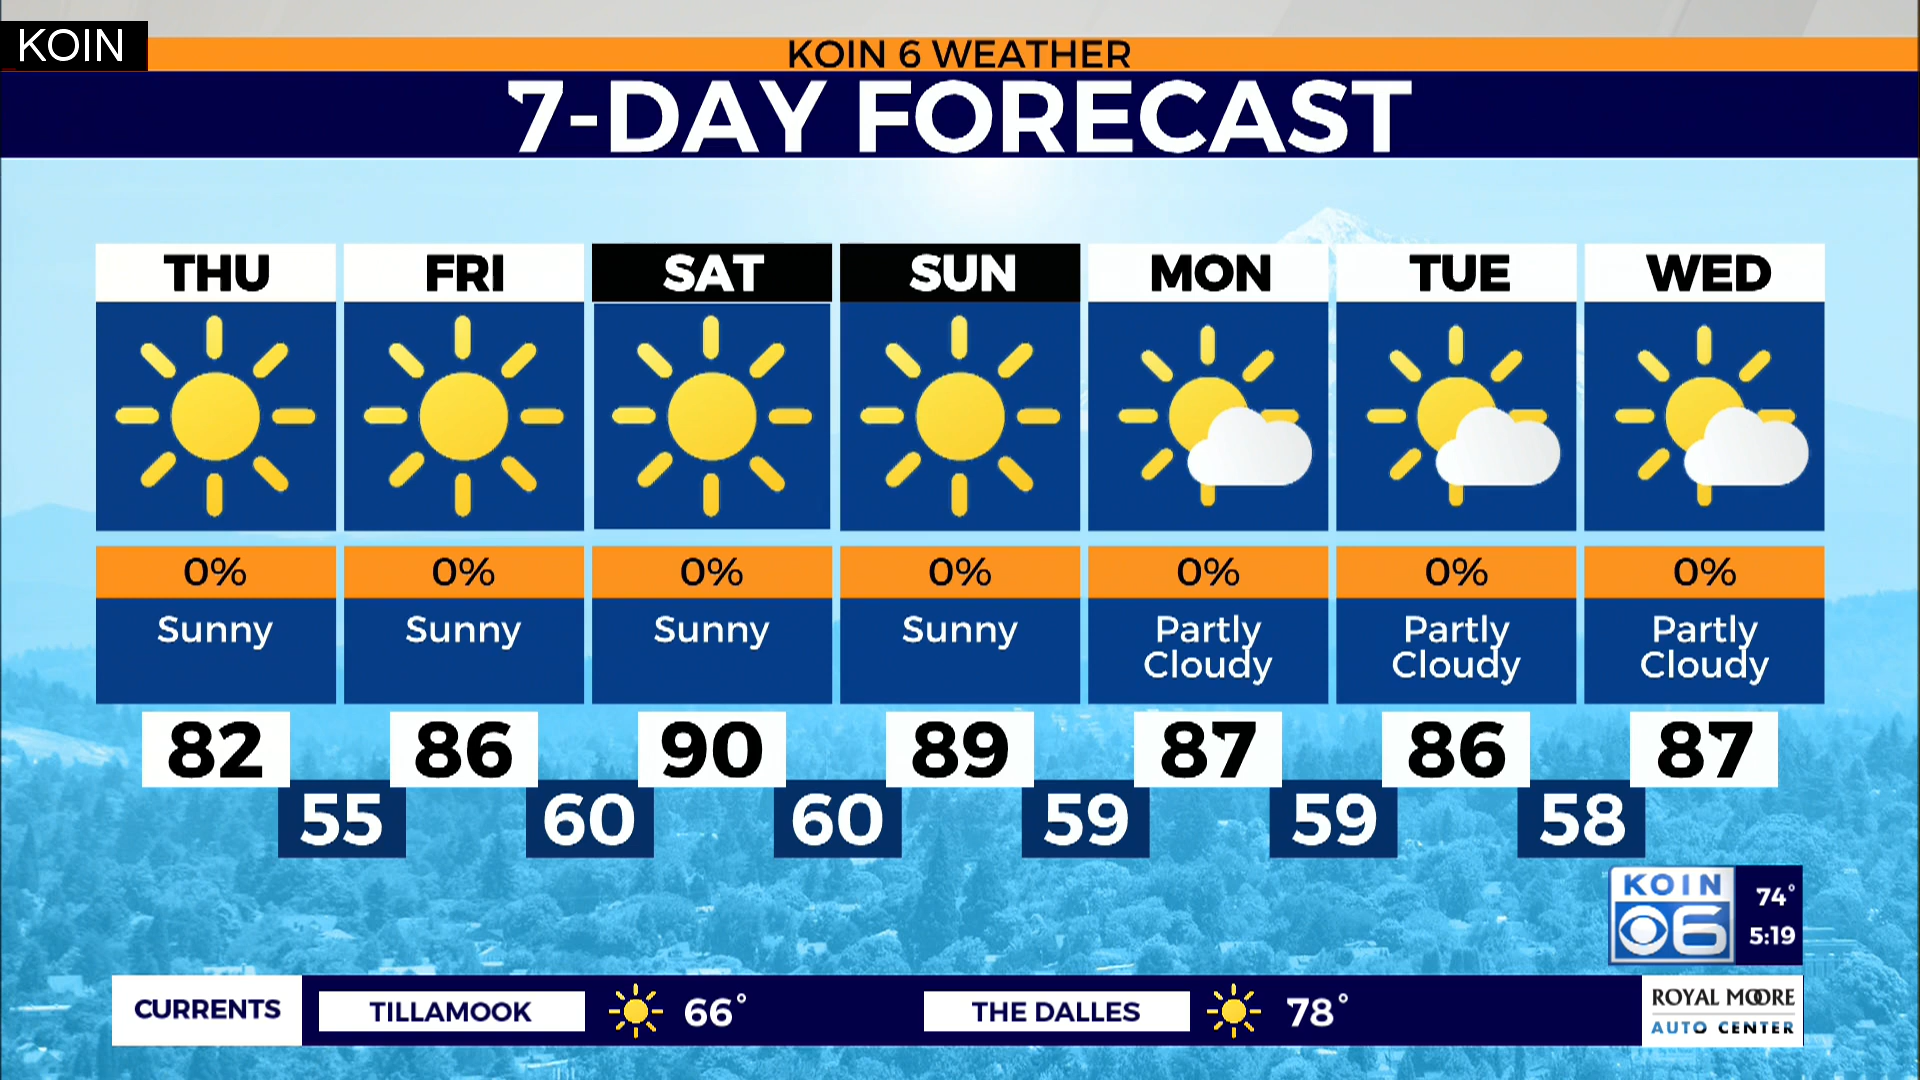 KOIN
KOIN 6 WEATHER
7-DAY FORECAST
THU FRI SAT SUN MON TUE WED
0% 0% 0% 0% 0% 0% 0%
Sunny Sunny Sunny Sunny Partly Cloudy Partly Cloudy Partly Cloudy
82 86 90 89 87 86 87
55 60 60 59 59 58
KOIN 6
74°
5:19
CURRENTS TILLAMOOK 66° THE DALLES 78°
ROYAL MOORE
AUTO CENTER